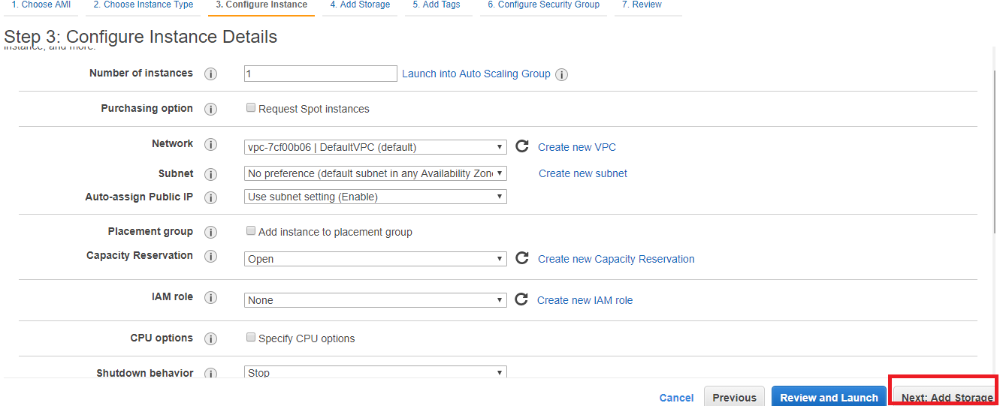 1. Choose AMI 2. Choose Instance Type 3. Configure Instance 4. Add Storage 5. Add Tags 6. Configure Security Group 7. Review
Step 3: Configure Instance Details
instance, and more.
Number of instances i 1 Launch into Auto Scaling Group i
Purchasing option i Request Spot instances
Network i vpc-7cf00b06 | DefaultVPC (default) Create new VPC
Subnet i No preference (default subnet in any Availability Zon Create new subnet
Auto-assign Public IP i Use subnet setting (Enable)
Placement group i Add instance to placement group
Capacity Reservation i Open Create new Capacity Reservation
IAM role i None Create new IAM role
CPU options i Specify CPU options
Shutdown behavior i Stop
Cancel Previous Review and Launch Next: Add Storage